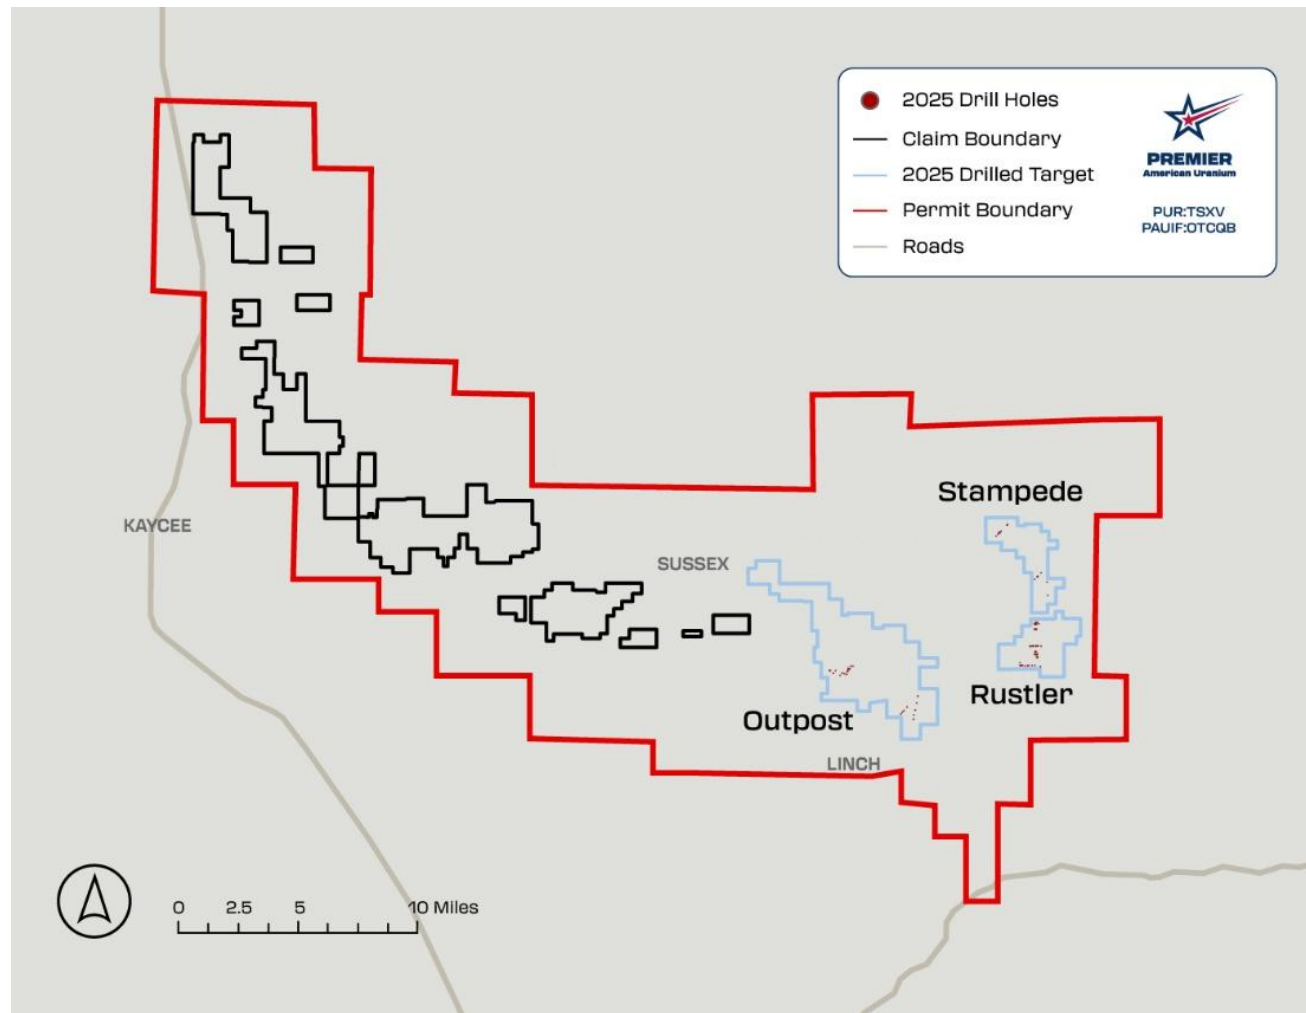 2025 Drill Holes
Claim Boundary
2025 Drilled Target
Permit Boundary
Roads
PREMIER
American Uranium
PUR:TSXV
PAUIF:OTCQB
Stampede
KAYCEE
SUSSEX
Rustler
Outpost
LINCH
0 2.5 5 10 Miles